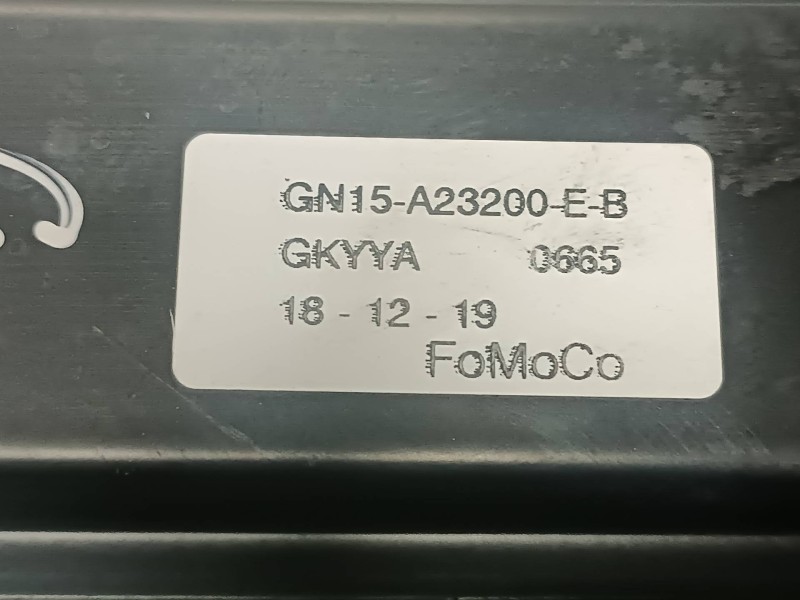 GN15-A23200-E-B
GKYYA 0665
18 - 12 - 19
FoMoCo